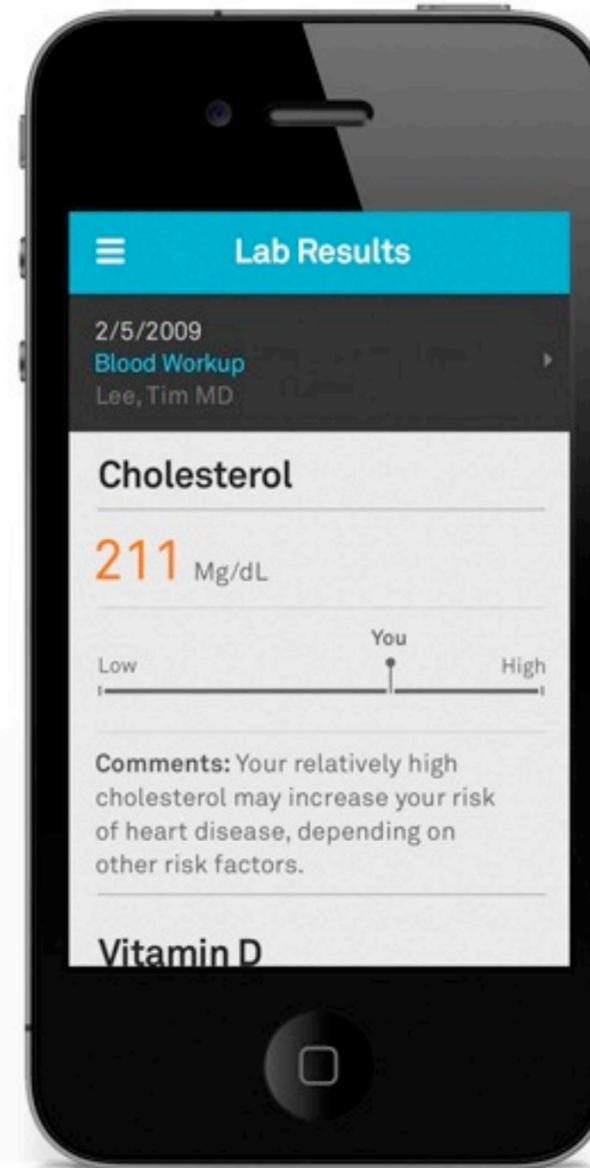 Lab Results
2/5/2009
Blood Workup
Lee, Tim MD
Cholesterol
211 Mg/dL
You
Low High
Comments: Your relatively high
cholesterol may increase your risk
of heart disease, depending on
other risk factors.
Vitamin D